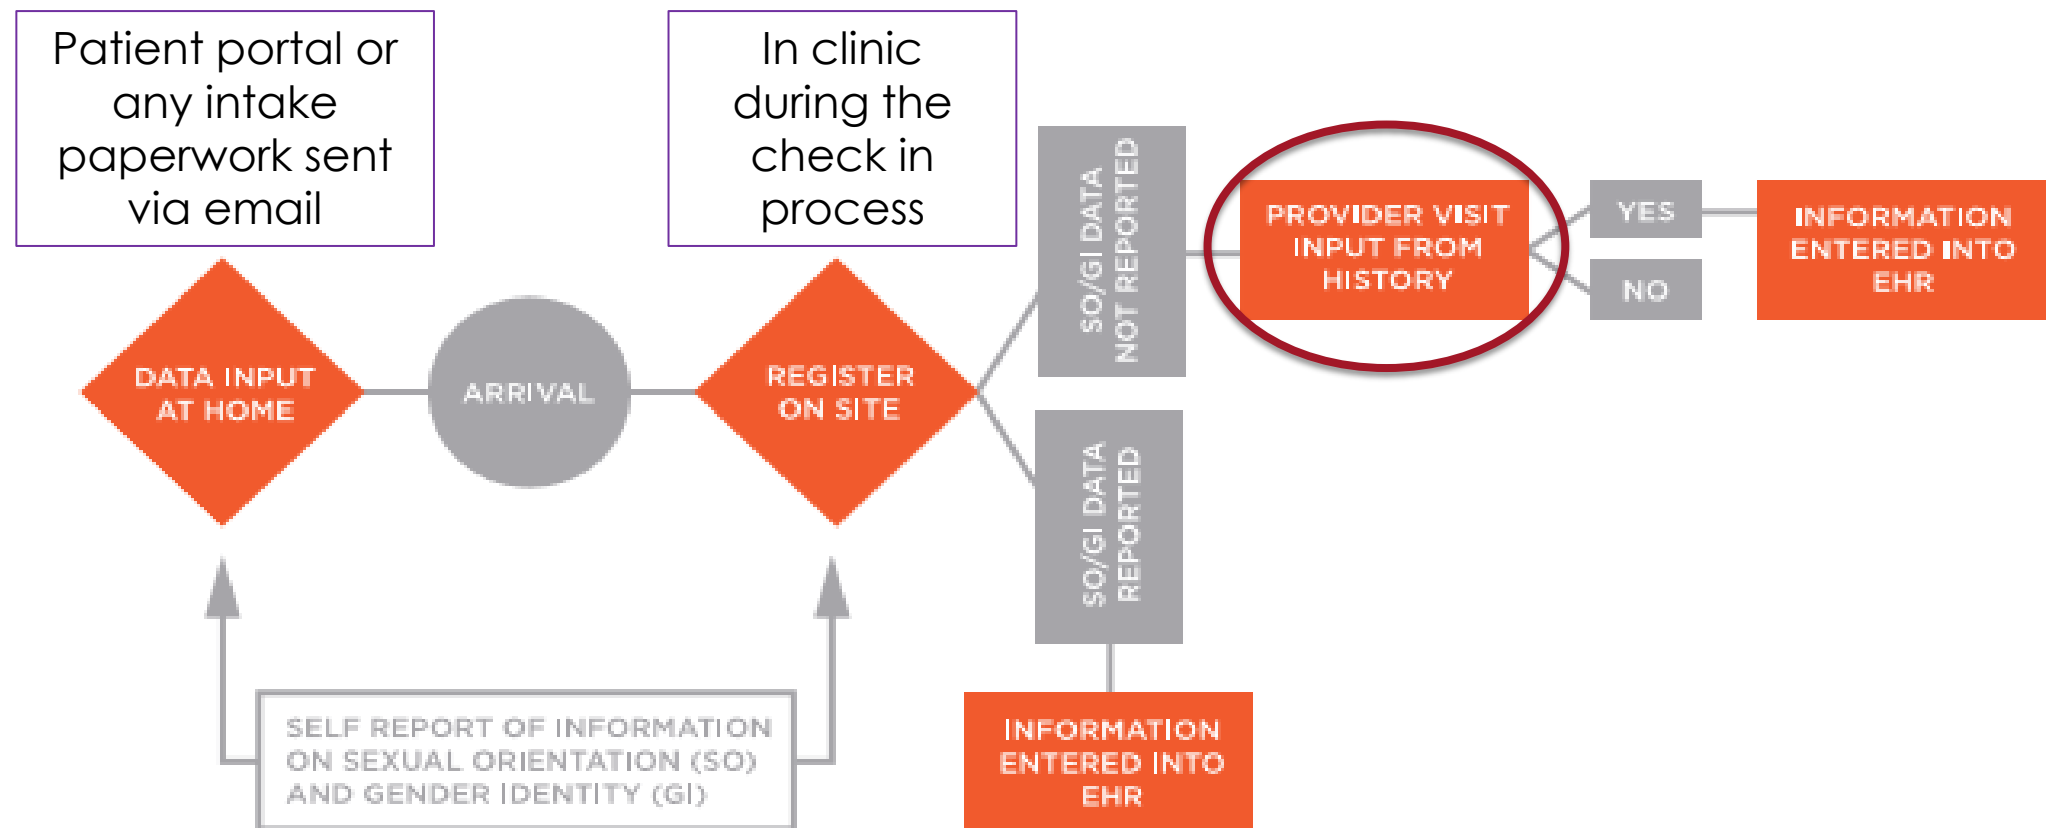 Patient portal or
any intake
paperwork sent
via email
In clinic
during the
check in
process
DATA INPUT
AT HOME
ARRIVAL
REGISTER
ON SITE
SO/GI DATA
NOT REPORTED
PROVIDER VISIT
INPUT FROM
HISTORY
YES
NO
INFORMATION
ENTERED INTO
EHR
SO/GI DATA
REPORTED
INFORMATION
ENTERED INTO
EHR
SELF REPORT OF INFORMATION
ON SEXUAL ORIENTATION (SO)
AND GENDER IDENTITY (GI)